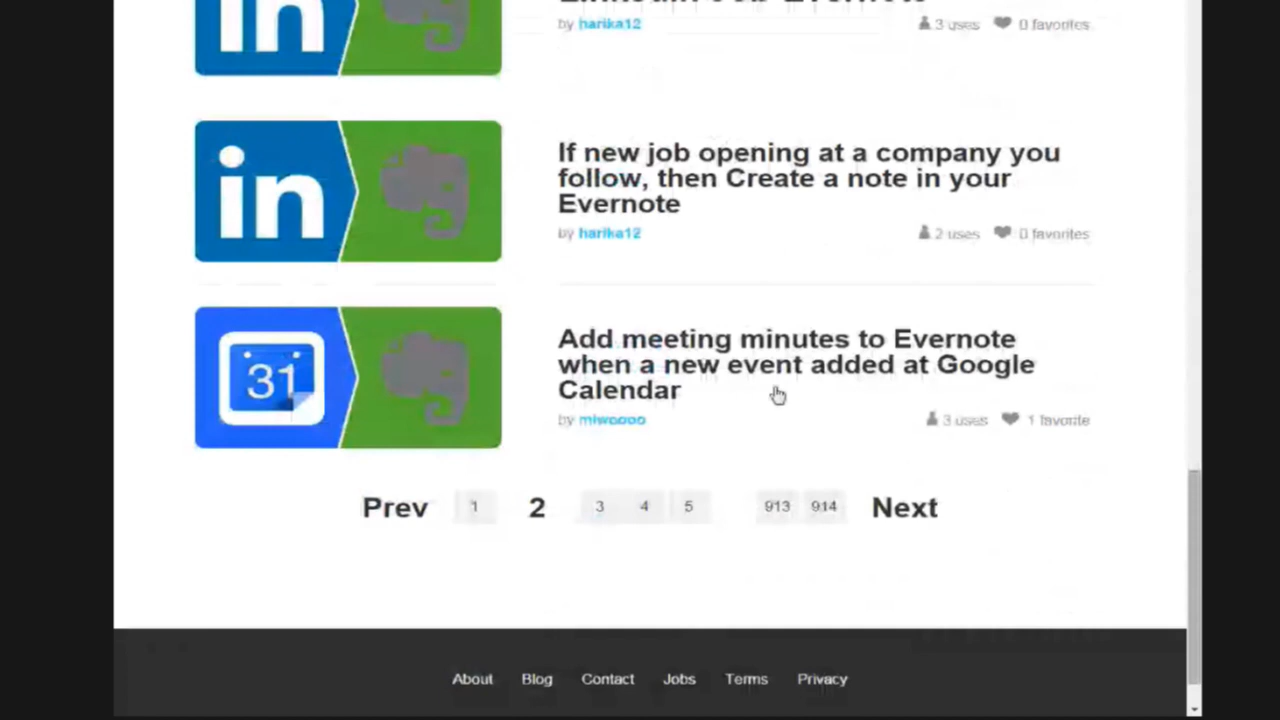 by harika12
3 uses
0 favorites
in
in
If new job opening at a company you
follow, then Create a note in your
Evernote
by harika12
2 uses
0 favorites
31
Add meeting minutes to Evernote
when a new event added at Google
Calendar
by miwoooo
3 uses
1 favorite
Prev 1 2 3 4 5 913 914 Next
About Blog Contact Jobs Terms Privacy